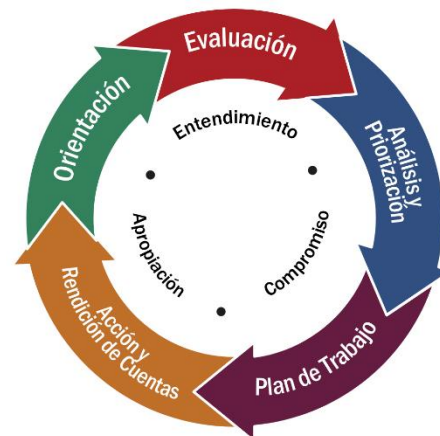 Evaluación
Análisis y
Priorización
Plan de Trabajo
Acción y
Rendición de Cuentas
Orientación
Entendimiento
Compromiso
Apropiación